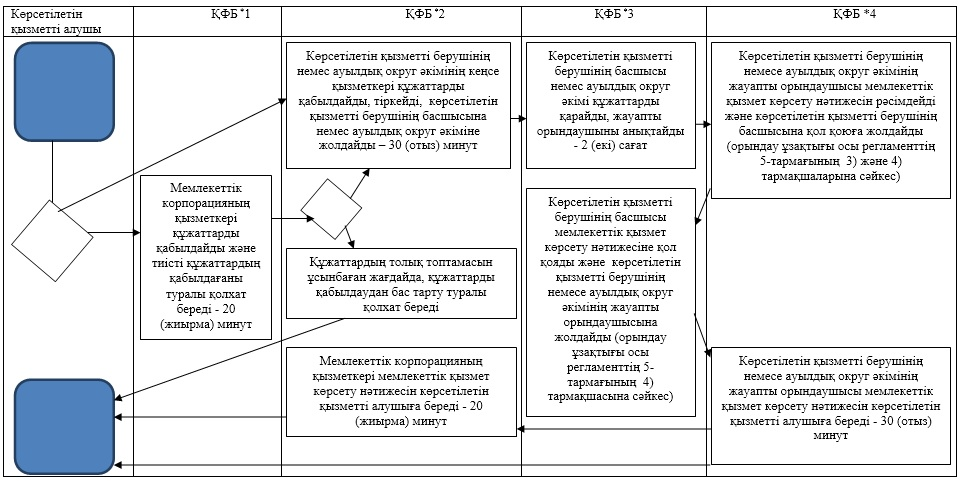 Көрсетілетін
қызметті алушы
ҚФБ *1
ҚФБ *2
ҚФБ *3
ҚФБ *4
Мемлекеттік
корпорацияның
қызметкері
құжаттарды
қабылдайды және
тиісті құжаттардың
қабылдағаны
туралы қолхат
береді - 20
(жиырма) минут
Көрсетілетін қызметті берушінің
немес ауылдық округ әкімінің кеңсе
қызметкері құжаттарды
қабылдайды, тіркейді, көрсетілетін
қызметті берушінің басшысына
немес ауылдық округ әкіміне
жолдайды – 30 (отыз) минут
Құжаттардың толық топтамасын
ұсынбаған жағдайда, құжаттарды
қабылдаудан бас тарту туралы
қолхат береді
Мемлекеттік корпорацияның
қызметкері мемлекеттік қызмет
көрсету нәтижесін көрсетілетін
қызметті алушыға береді - 20
(жиырма) минут
Көрсетілетін қызметті
берушінің басшысы
немес ауылдық округ
әкімі құжаттарды
қарайды, жауапты
орындаушыны анықтайды
- 2 (екі) сағат
Көрсетілетін қызметті
берушінің басшысы
мемлекеттік қызмет
көрсету нәтижесіне қол
қояды және көрсетілетін
қызметті берушінің
немесе ауылдық округ
әкімінің жауапты
орындаушысына
жолдайды (орындау
ұзақтығы осы
регламенттің 5-
тармағының 4)
тармақшасына сәйкес)
Көрсетілетін қызметті берушінің
немесе ауылдық округ әкімінің
жауапты орындаушысы мемлекеттік
қызмет көрсету нәтижесін рәсімдейді
және көрсетілетін қызметті берушінің
басшысына қол қоюға жолдайды
(орындау ұзақтығы осы регламенттің
5-тармағының 3) және 4)
тармақшаларына сәйкес)
Көрсетілетін қызметті берушінің
немесе ауылдық округ әкімінің
жауапты орындаушысы мемлекеттік
қызмет көрсету нәтижесін көрсетілетін
қызметті алушыға береді - 30 (отыз)
минут